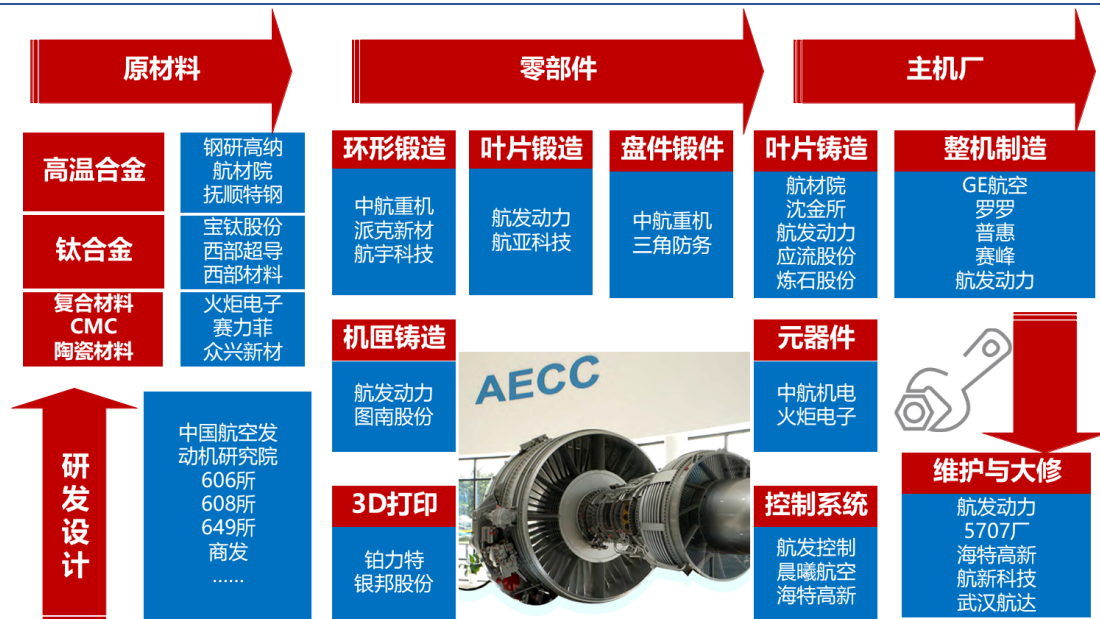 原材料
零部件
主机厂
高温合金
钢研高纳
航材院
抚顺特钢
钛合金
宝钛股份
西部超导
西部材料
复合材料
CMC
陶瓷材料
火炬电子
赛力菲
众兴新材
环形锻造
中航重机
派克新材
航宇科技
叶片锻造
航发动力
航亚科技
盘件锻件
中航重机
三角防务
叶片铸造
航材院
沈金所
航发动力
应流股份
炼石股份
整机制造
GE航空
罗罗
普惠
赛峰
航发动力
机匣铸造
航发动力
图南股份
AECC
元器件
中航机电
火炬电子
研发设计
中国航空发
动机研究院
606所
608所
649所
商发
......
3D打印
铂力特
银邦股份
控制系统
航发控制
晨曦航空
海特高新
维护与大修
航发动力
5707厂
海特高新
航新科技
武汉航达